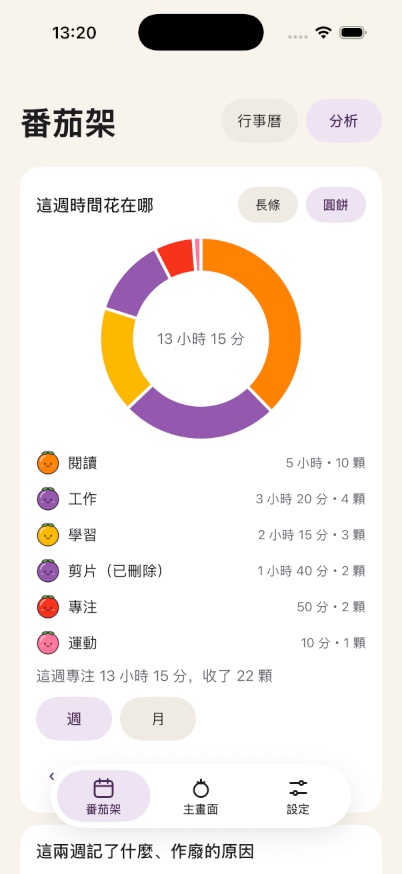 13:20
番茄架
行事曆
分析
這週時間花在哪
長條
圓餅
13 小時 15 分
閱讀 5 小時・10 顆
工作 3 小時 20 分・4 顆
學習 2 小時 15 分・3 顆
剪片（已刪除） 1 小時 40 分・2 顆
專注 50 分・2 顆
運動 10 分・1 顆
這週專注 13 小時 15 分，收了 22 顆
週
月
番茄架
主畫面
設定
這兩週記了什麼、作廢的原因